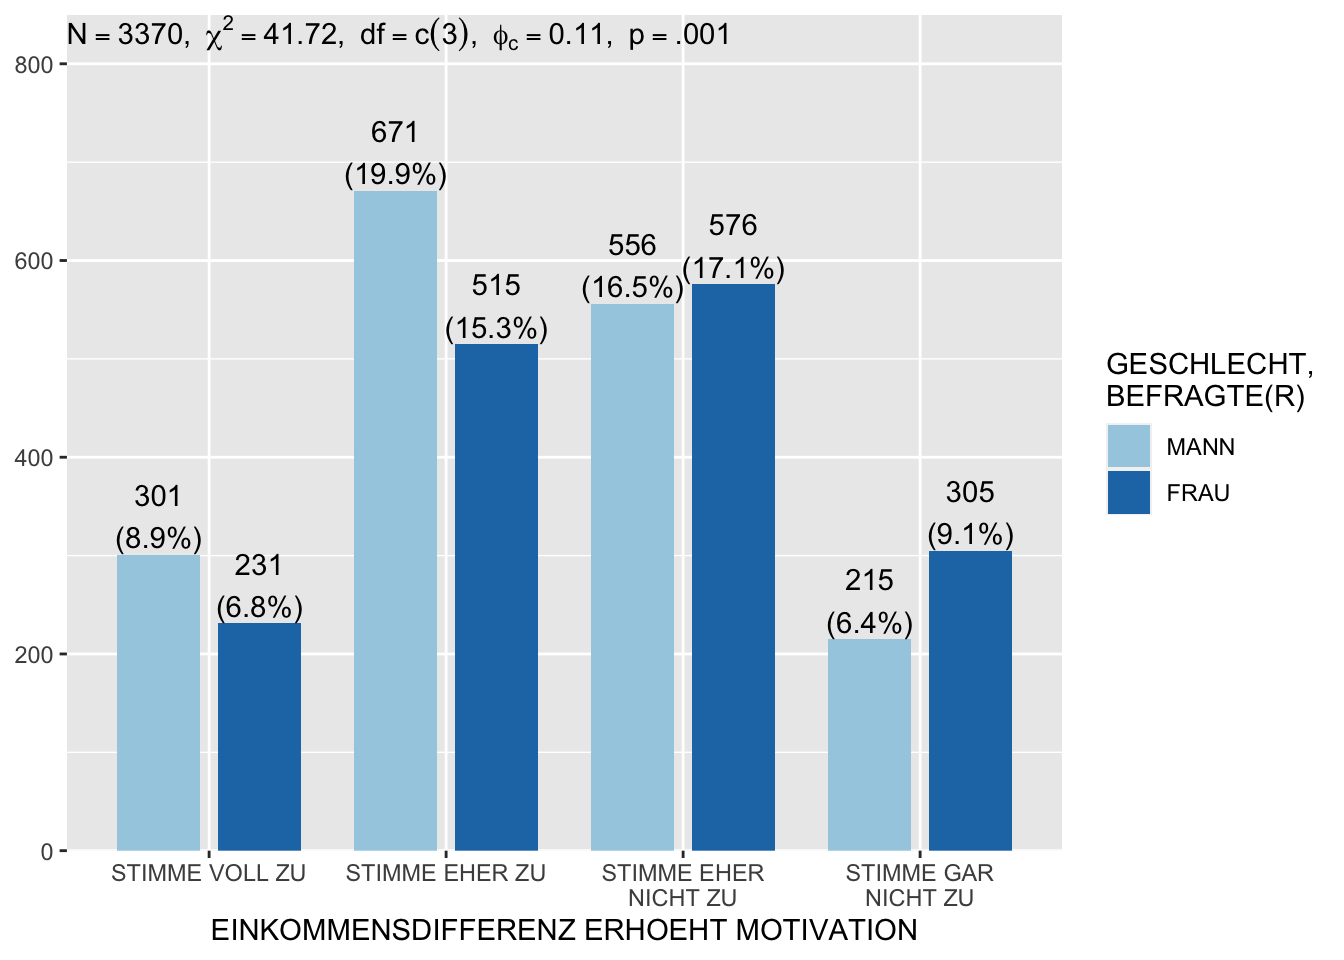 N = 3370, χ² = 41.72, df = c(3), ϕc = 0.11, p = .001
800
600
400
200
0
671
(19.9%)
576
(17.1%)
556
(16.5%)
515
(15.3%)
301
(8.9%)
305
(9.1%)
231
(6.8%)
215
(6.4%)
STIMME VOLL ZU
STIMME EHER ZU
STIMME EHER
NICHT ZU
STIMME GAR
NICHT ZU
EINKOMMENSDIFFERENZ ERHOEHT MOTIVATION
GESCHLECHT,
BEFRAGTE(R)
MANN
FRAU